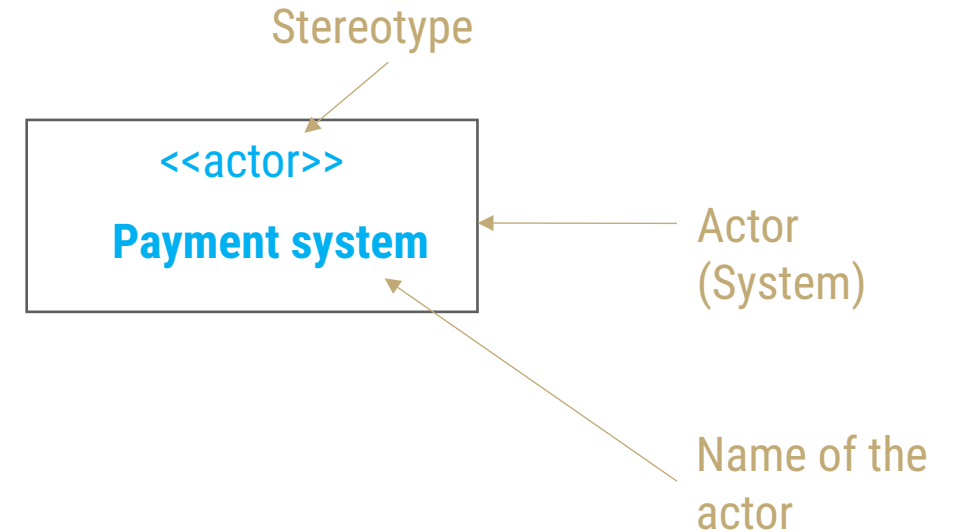 Stereotype
<<actor>>
Payment system
Actor
(System)
Name of the
actor